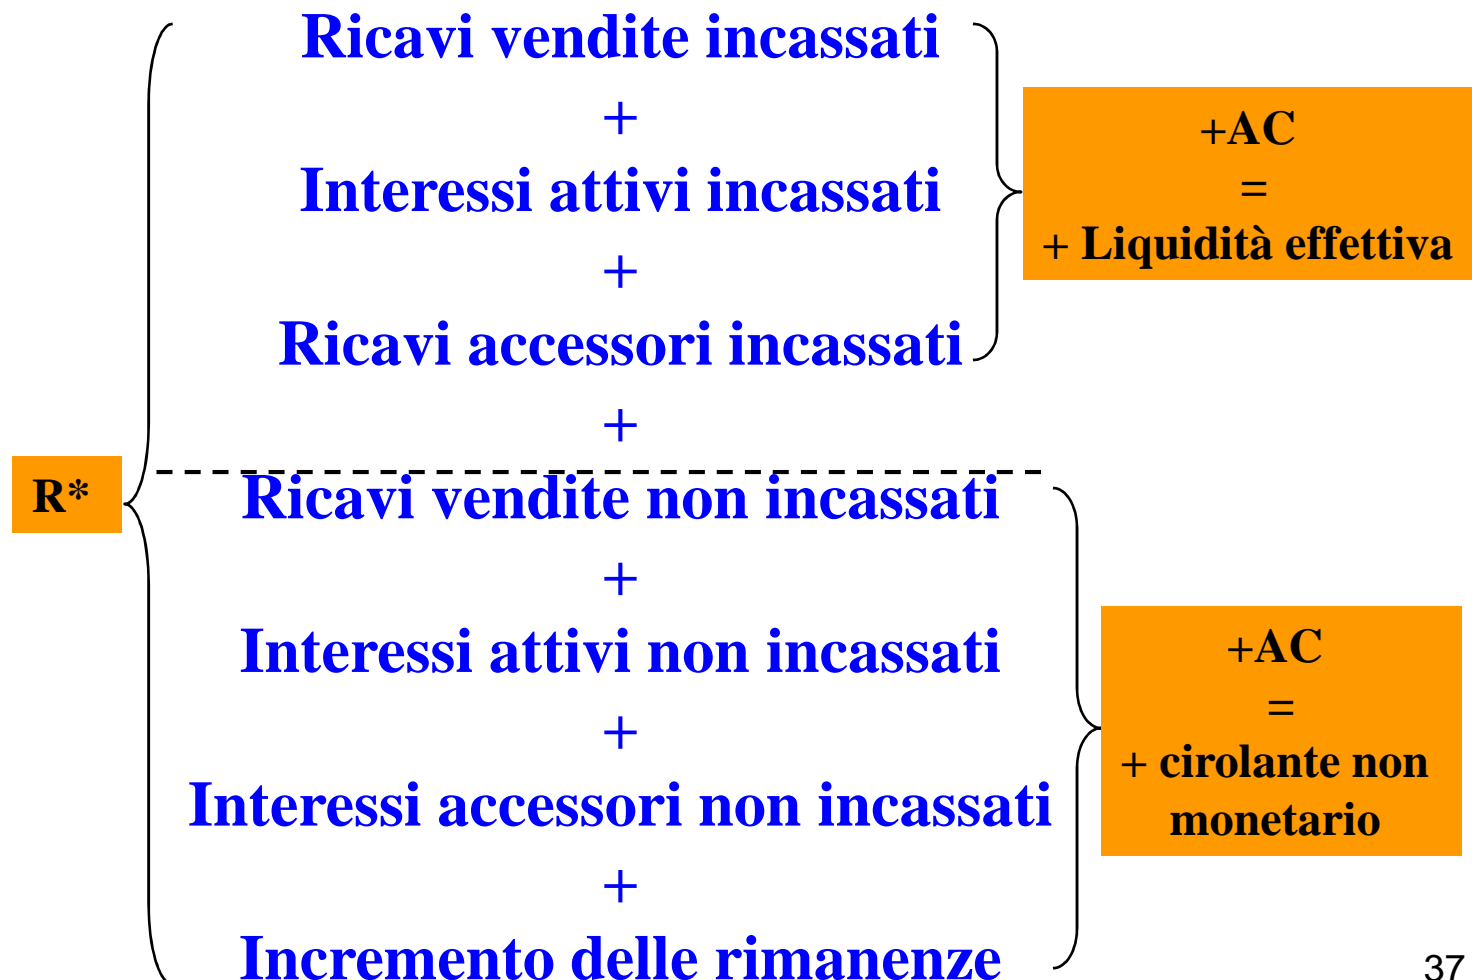 Ricavi vendite incassati
+
Interessi attivi incassati
+
Ricavi accessori incassati
+
+AC
=
+ Liquidità effettiva
R*
Ricavi vendite non incassati
+
Interessi attivi non incassati
+
Interessi accessori non incassati
+
Incremento delle rimanenze
+AC
=
+ cirolante non
monetario
37